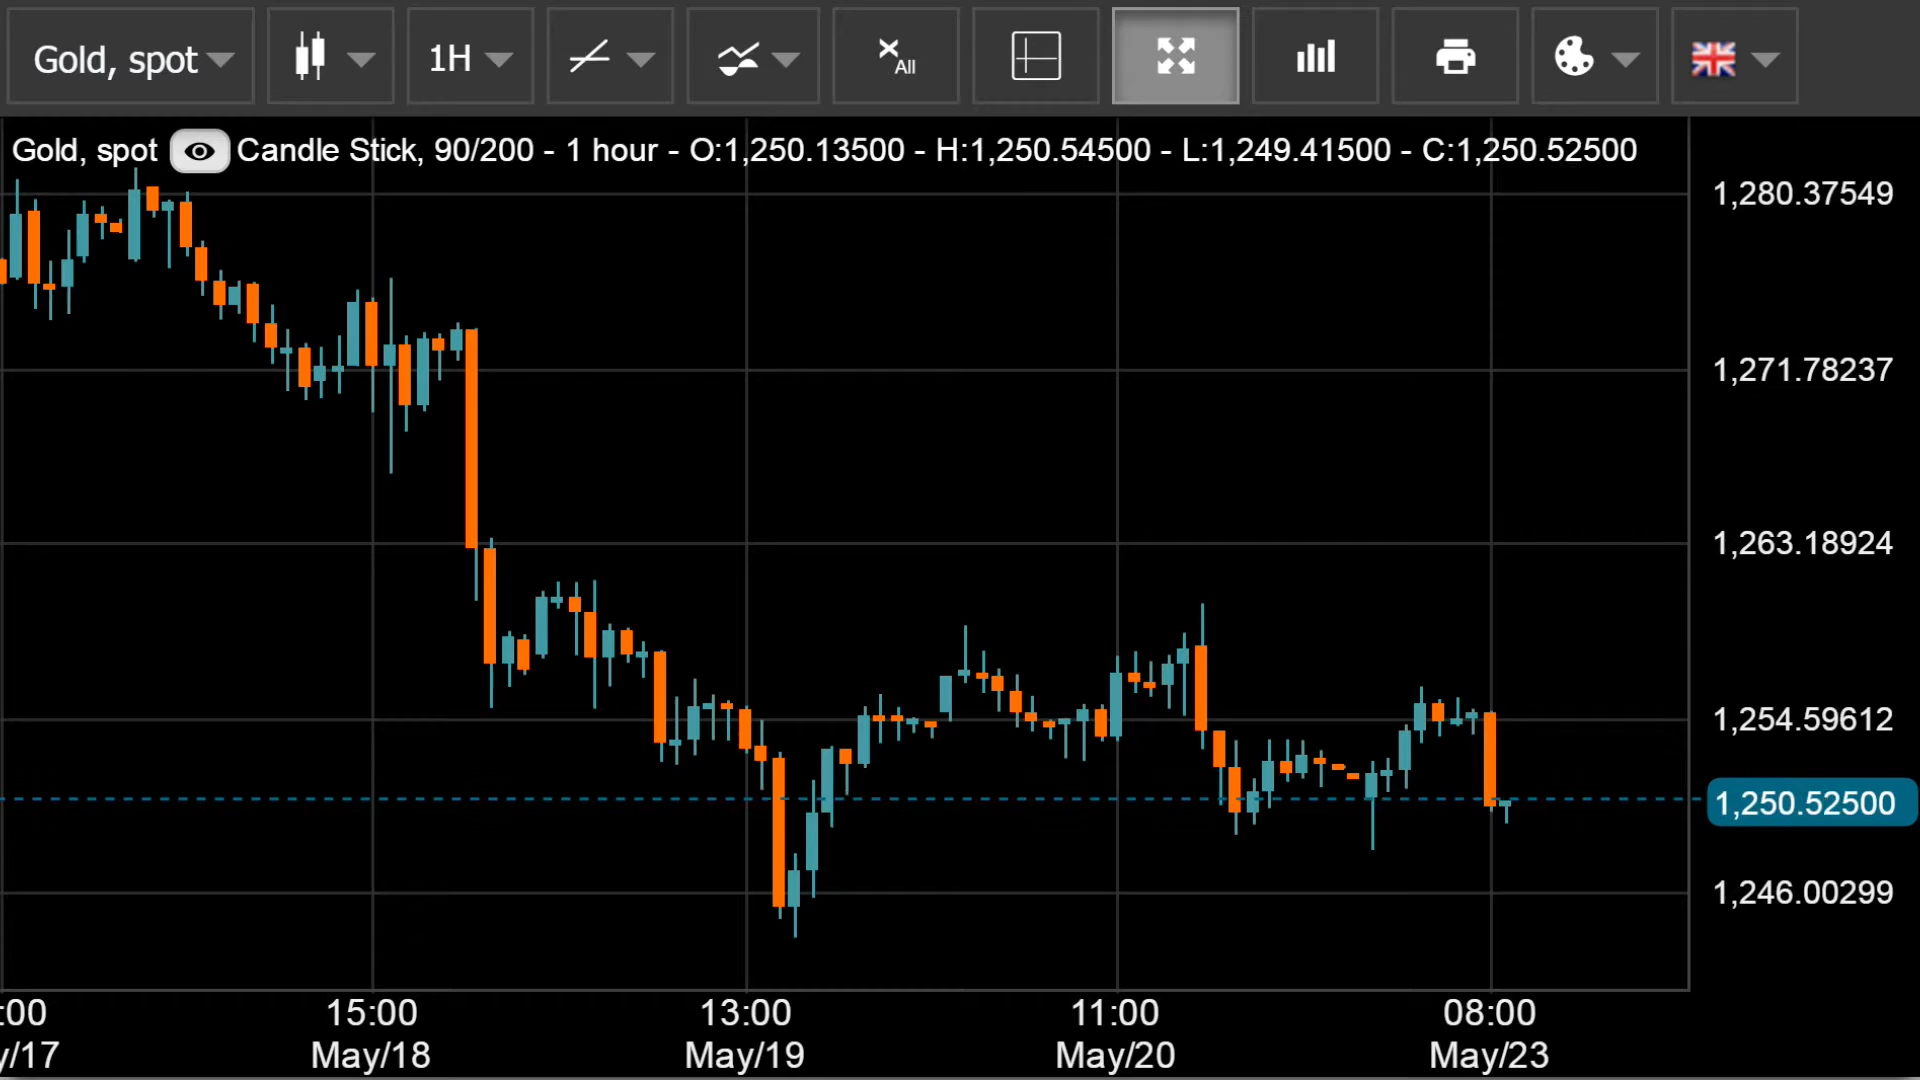 Gold, spot 1H
x All
Gold, spot Candle Stick, 90/200 - 1 hour - O:1,250.13500 - H:1,250.54500 - L:1,249.41500 - C:1,250.52500
1,280.37549
1,271.78237
1,263.18924
1,254.59612
1,250.52500
1,246.00299
:00 15:00 13:00 11:00 08:00
y/17 May/18 May/19 May/20 May/23